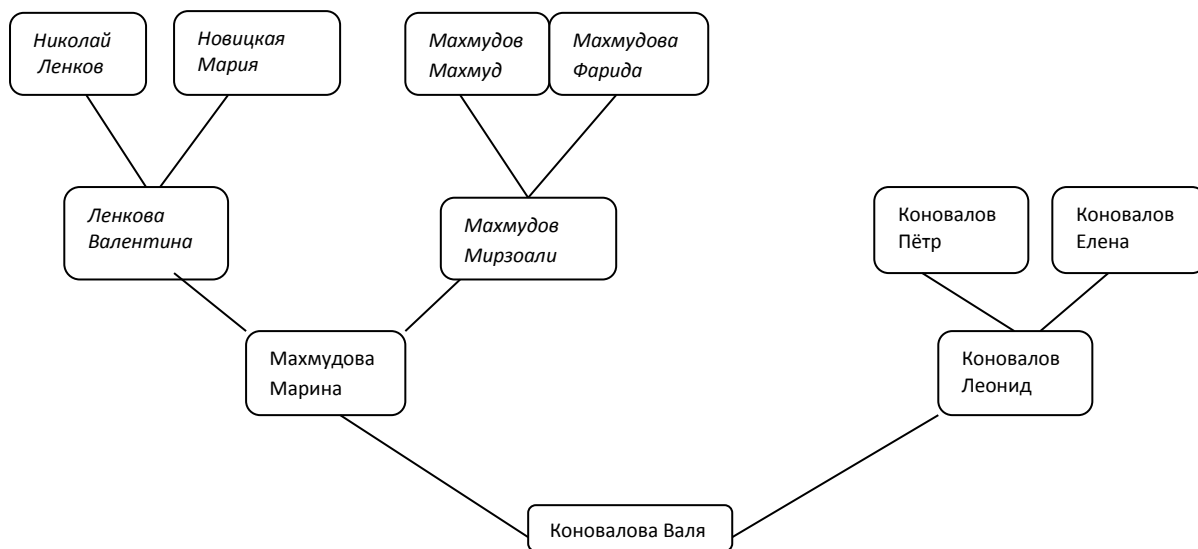 Николай
Ленков
Новицкая
Мария
Махмудов
Махмуд
Махмудова
Фарида
Ленкова
Валентина
Махмудов
Мирзоали
Коновалов
Пётр
Коновалов
Елена
Махмудова
Марина
Коновалов
Леонид
Коновалова Валя